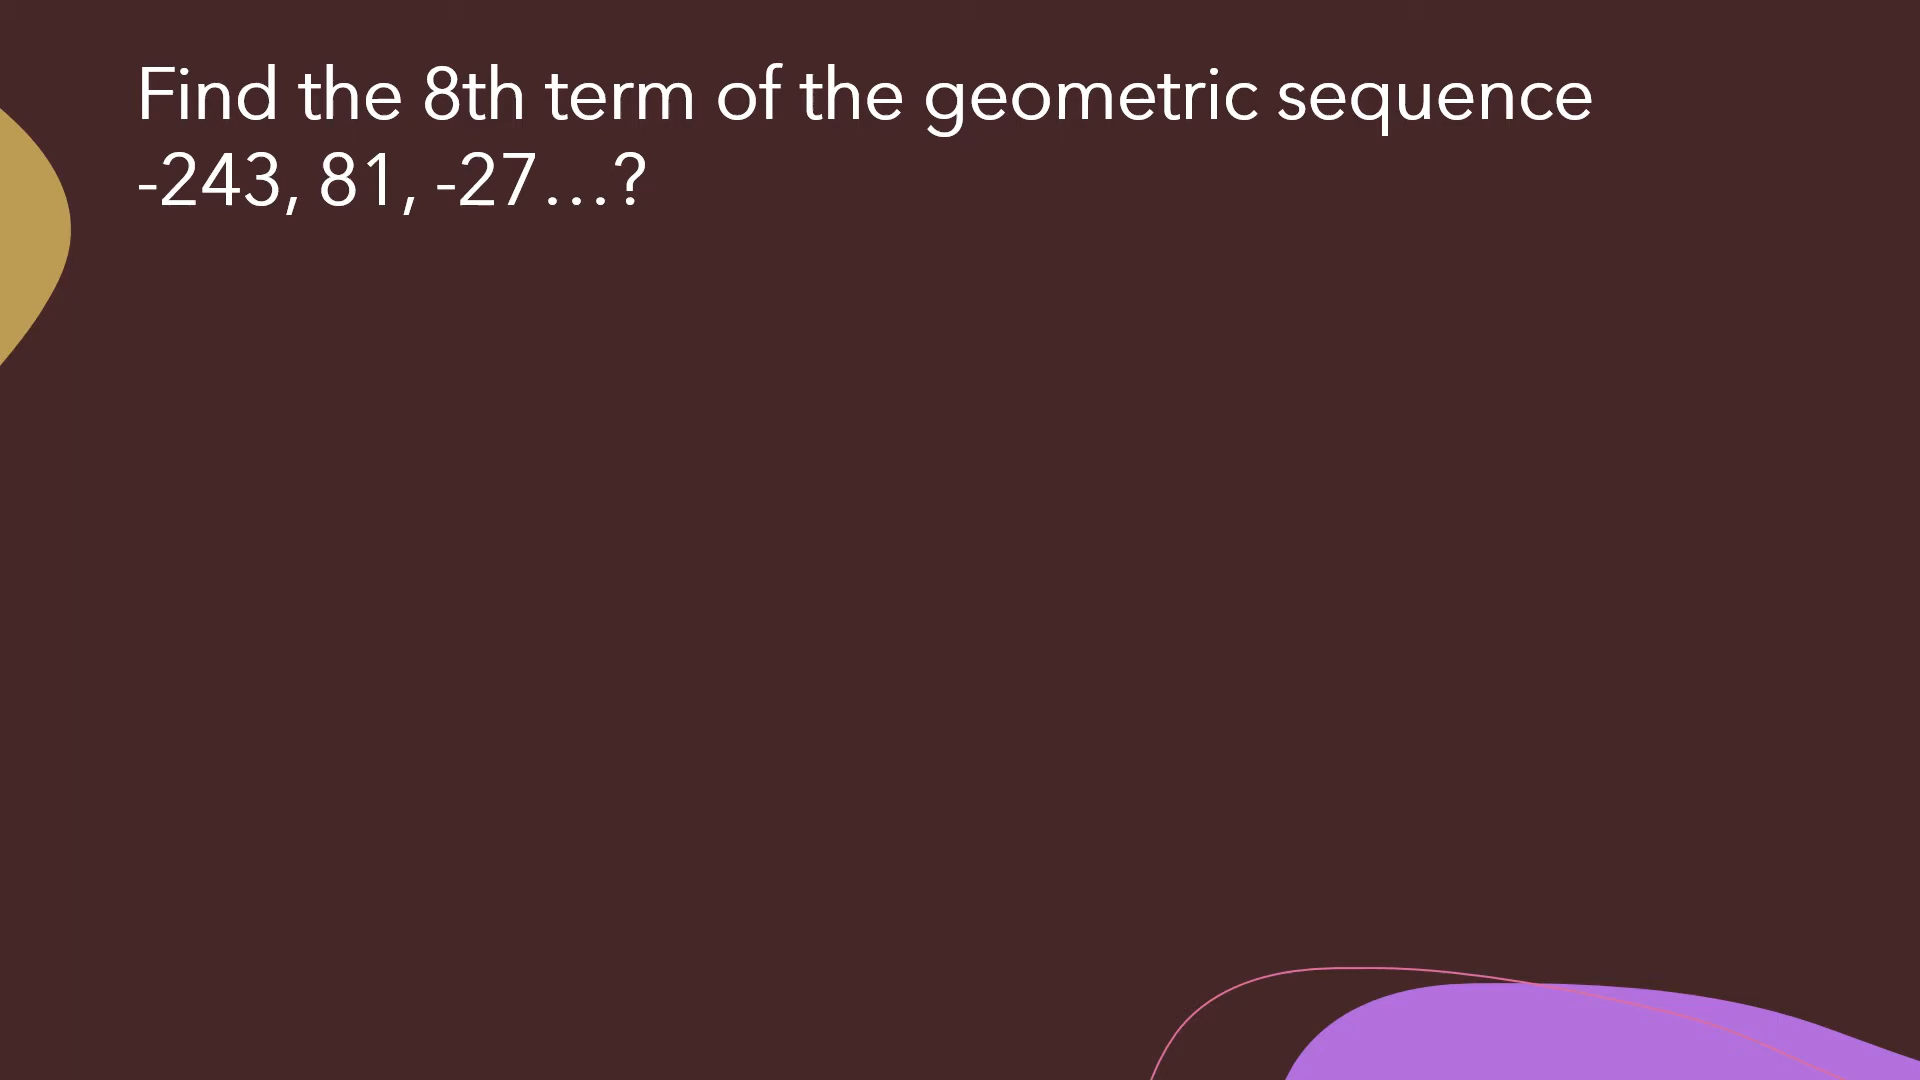 Find the 8th term of the geometric sequence
-243, 81, -27…?